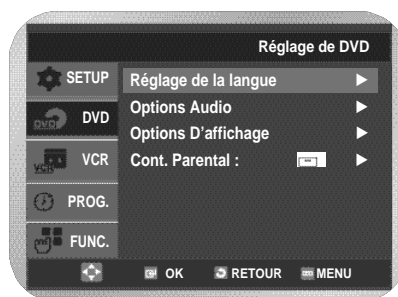 Réglage de DVD
SETUP
DVD
VCR
PROG.
FUNC.
Réglage de la langue
Options Audio
Options D'affichage
Cont. Parental :
OK RETOUR MENU